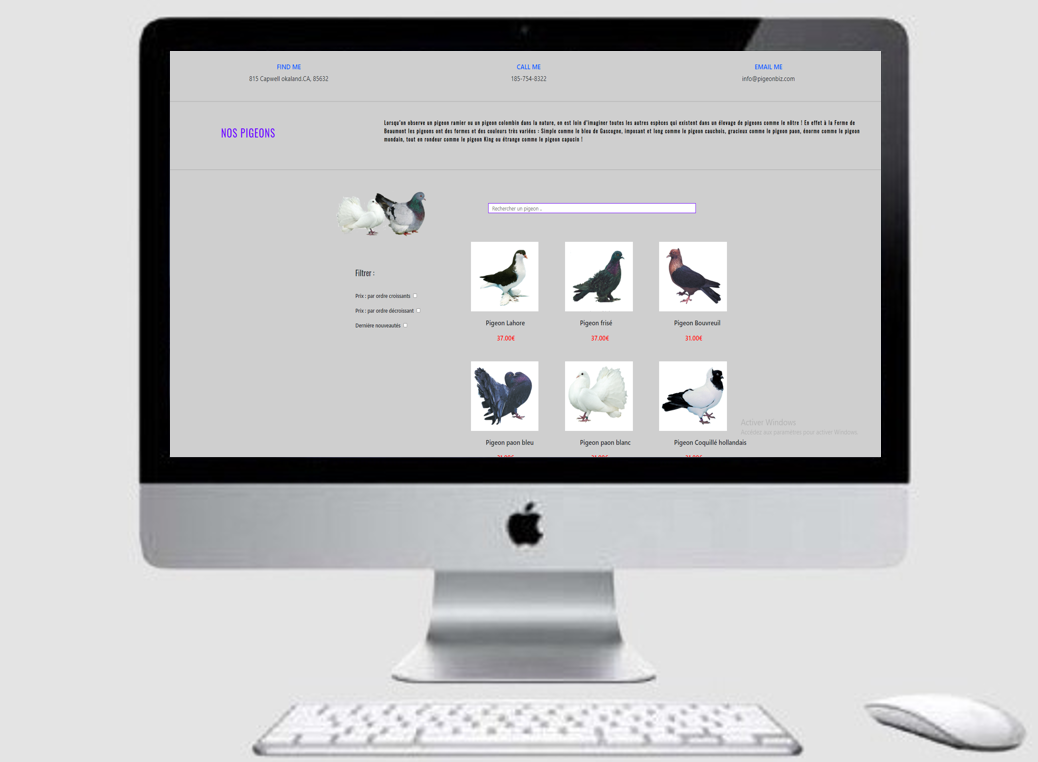 FIND ME
815 Capwell okaland.CA, 85632
CALL ME
185-754-8322
EMAIL ME
info@pigeonbiz.com
NOS PIGEONS
Lorsqu'on observe un pigeon ramier ou un pigeon colombin dans la nature, on est loin d'imaginer toutes les autres espèces qui existent dans un élevage de pigeons comme le nôtre ! En effet à la Ferme de
Beaumont les pigeons ont des formes et des couleurs très variées : Simple comme le bleu de Gascogne, imposant et long comme le pigeon cauchois, gracieux comme le pigeon paon, énorme comme le pigeon
mondain, tout en rondeur comme le pigeon King ou étrange comme le pigeon capucin !
Rechercher un pigeon...
Filtrer :
Prix : par ordre croissants
Prix : par ordre décroissant
Dernière nouveautés
Pigeon Lahore
37.00€
Pigeon frisé
37.00€
Pigeon Bouvreuil
31.00€
Pigeon paon bleu
Pigeon paon blanc
Pigeon Coquillé hollandais
Activer Windows
Accédez aux paramètres pour activer Windows.